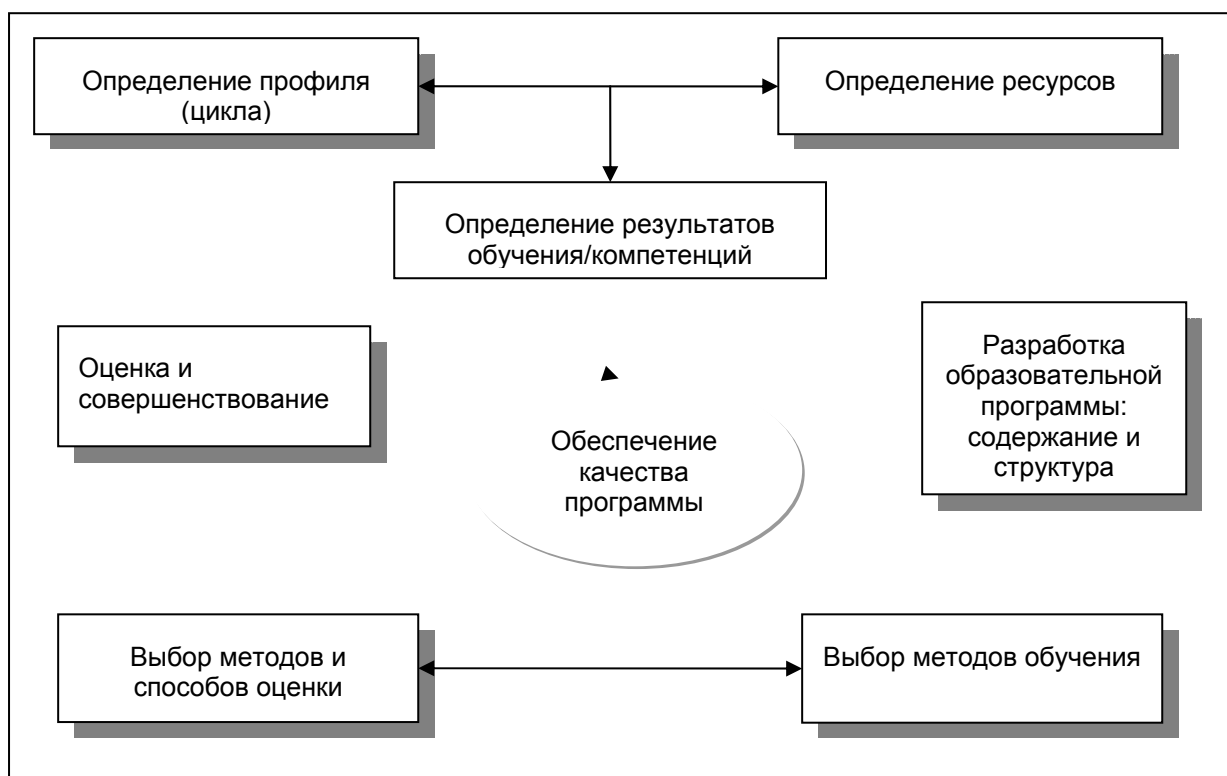 Определение профиля
(цикла)
Определение ресурсов
Определение результатов
обучения/компетенций
Оценка и
совершенствование
Разработка
образовательной
программы:
содержание и
структура
Обеспечение
качества
программы
Выбор методов и
способов оценки
Выбор методов обучения